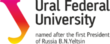 Ural Federal
University
named after the first President
of Russia B.N.Yeltsin